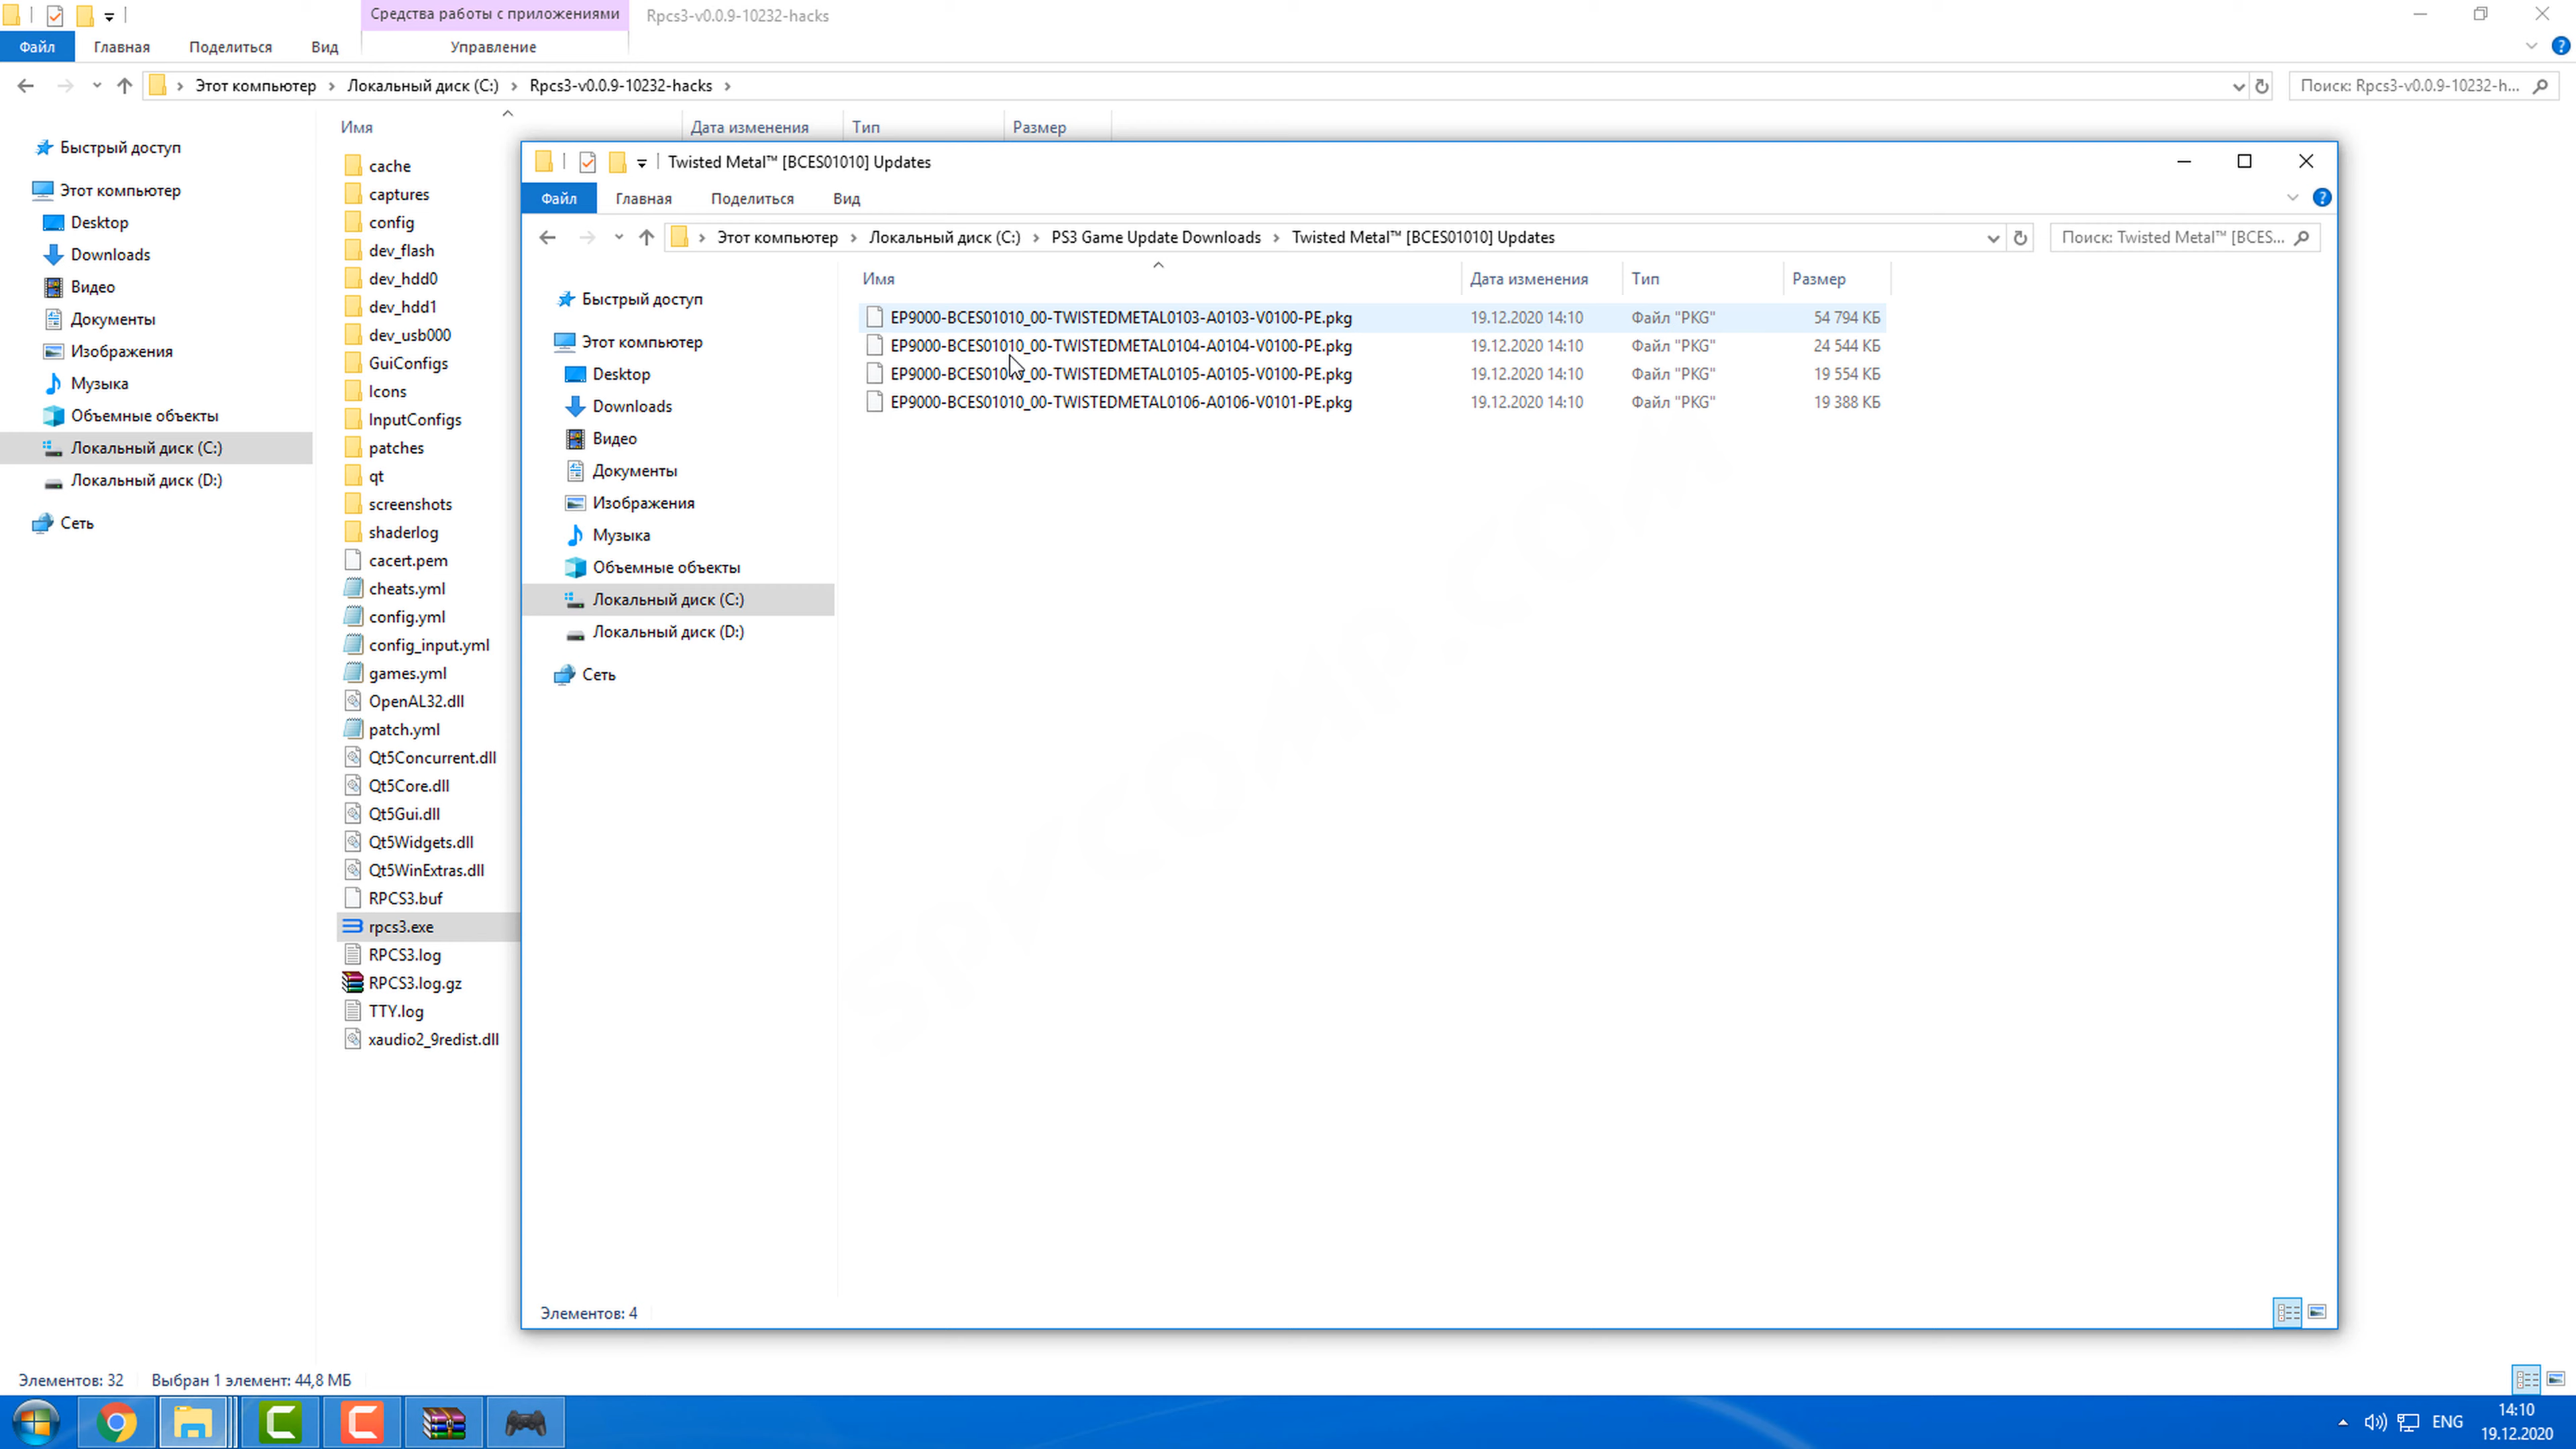 Средства работы с приложениями
Rpcs3-v0.0.9-10232-hacks
Файл
Главная
Поделиться
Вид
Управление
Этот компьютер
Локальный диск (C:)
Rpcs3-v0.0.9-10232-hacks
Поиск: Rpcs3-v0.0.9-10232-h...
Быстрый доступ
Этот компьютер
Desktop
Downloads
Видео
Документы
Изображения
Музыка
Объемные объекты
Локальный диск (C:)
Локальный диск (D:)
Сеть
Имя
Дата изменения
Тип
Размер
cache
captures
config
dev_flash
dev_hdd0
dev_hdd1
dev_usb000
GuiConfigs
Icons
InputConfigs
patches
qt
screenshots
shaderlog
cacert.pem
cheats.yml
config.yml
config_input.yml
games.yml
OpenAL32.dll
patch.yml
Qt5Concurrent.dll
Qt5Core.dll
Qt5Gui.dll
Qt5Widgets.dll
Qt5WinExtras.dll
RPCS3.buf
rpcs3.exe
RPCS3.log
RPCS3.log.gz
TTY.log
xaudio2_9redist.dll
Twisted Metal™ [BCES01010] Updates
Файл
Главная
Поделиться
Вид
Этот компьютер
Локальный диск (C:)
PS3 Game Update Downloads
Twisted Metal™ [BCES01010] Updates
Поиск: Twisted Metal™ [BCES...
Быстрый доступ
Этот компьютер
Desktop
Downloads
Видео
Документы
Изображения
Музыка
Объемные объекты
Локальный диск (C:)
Локальный диск (D:)
Сеть
Имя Дата изменения Тип Размер
EP9000-BCES01010_00-TWISTEDMETAL0103-A0103-V0100-PE.pkg 19.12.2020 14:10 Файл "PKG" 54 794 КБ
EP9000-BCES01010_00-TWISTEDMETAL0104-A0104-V0100-PE.pkg 19.12.2020 14:10 Файл "PKG" 24 544 КБ
EP9000-BCES01010_00-TWISTEDMETAL0105-A0105-V0100-PE.pkg 19.12.2020 14:10 Файл "PKG" 19 554 КБ
EP9000-BCES01010_00-TWISTEDMETAL0106-A0106-V0101-PE.pkg 19.12.2020 14:10 Файл "PKG" 19 388 КБ
Элементов: 4
Элементов: 32
Выбран 1 элемент: 44,8 МБ
ENG
14:10
19.12.2020